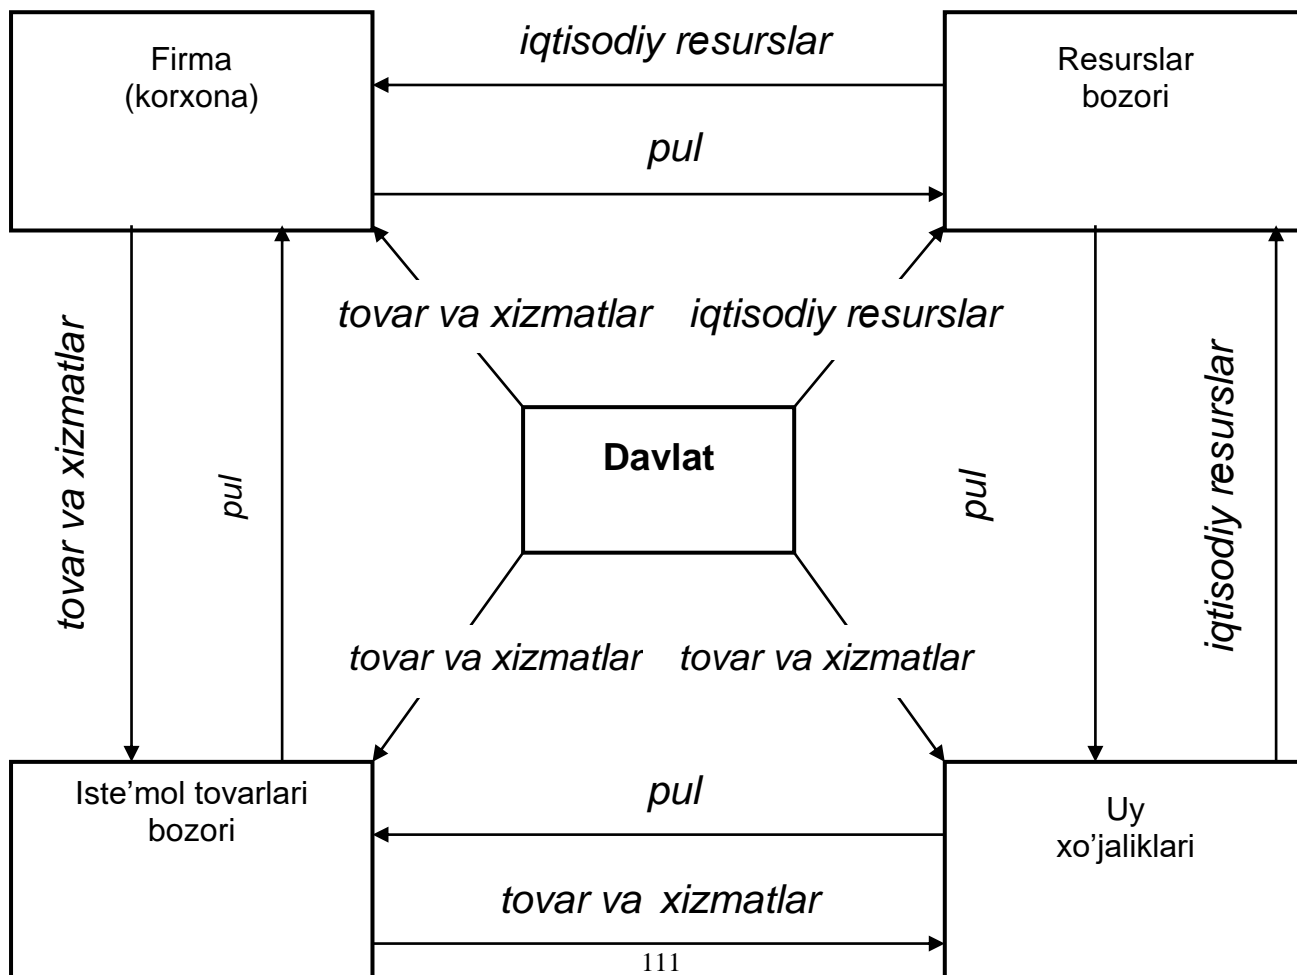 Firma
(korxona)
iqtisodiy resurslar
Resurslar
bozori
pul
tovar va xizmatlar
iqtisodiy resurslar
tovar va xizmatlar
pul
Davlat
pul
iqtisodiy resurslar
tovar va xizmatlar
tovar va xizmatlar
Iste’mol tovarlari
bozori
pul
Uy
xo’jaliklari
tovar va xizmatlar
111